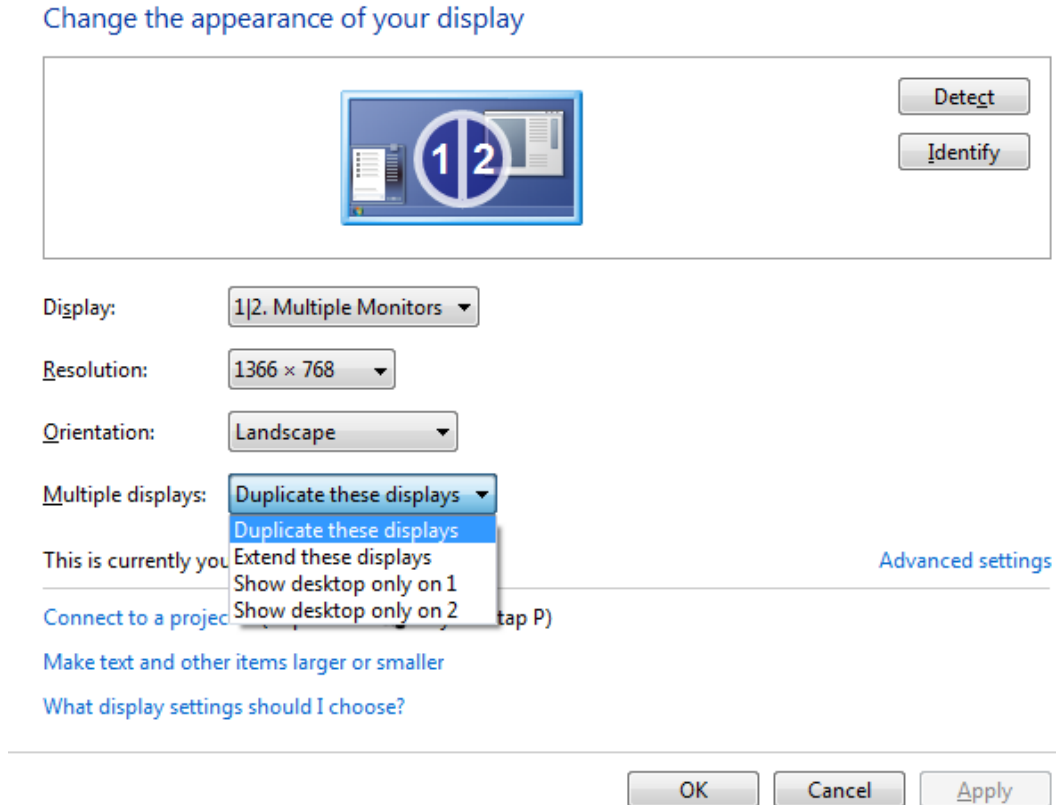 Change the appearance of your display
1 2
Detect
Identify
Display: 1|2. Multiple Monitors
Resolution: 1366 × 768
Orientation: Landscape
Multiple displays: Duplicate these displays
Duplicate these displays
Extend these displays
Show desktop only on 1
Show desktop only on 2
This is currently you
Advanced settings
Connect to a projec tap P)
Make text and other items larger or smaller
What display settings should I choose?
OK Cancel Apply